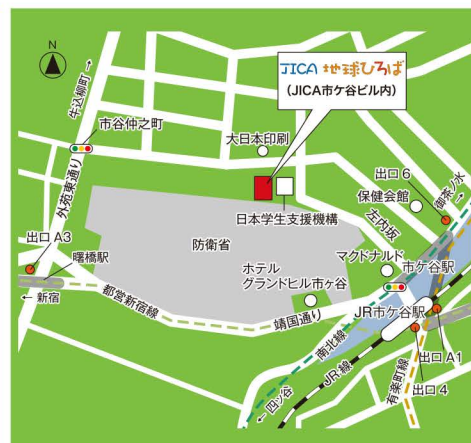 N
JICA 地球ひろば
(JICA市ケ谷ビル内)
牛込柳町→
市谷仲之町
大日本印刷
出口6
御茶ノ水→
保健会館
外苑東通り
日本学生支援機構
左内坂
出口A3
防衛省
マクドナルド
曙橋駅
市ケ谷駅
ホテル
グランドヒル市ヶ谷
←新宿
都営新宿線
JR市ケ谷駅
靖国通り
南北線
出口A1
JR線
有楽町線
出口4
←四ッ谷